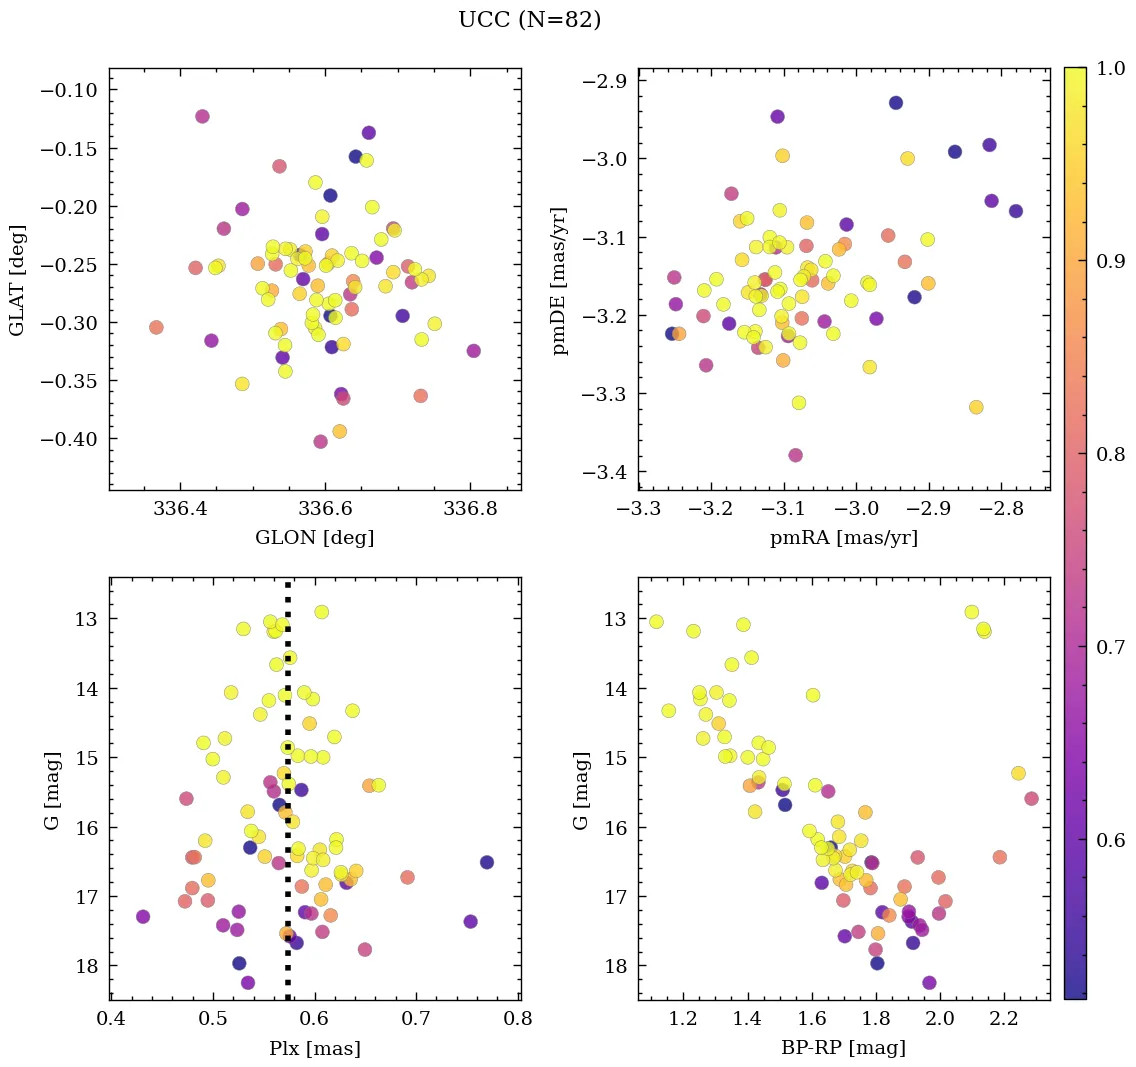 UCC (N=82)
−0.10
−0.15
−0.20
−0.25
−0.30
−0.35
−0.40
GLAT [deg]
336.4 336.6 336.8
GLON [deg]
−2.9
−3.0
−3.1
−3.2
−3.3
−3.4
pmDE [mas/yr]
−3.3 −3.2 −3.1 −3.0 −2.9 −2.8
pmRA [mas/yr]
1.0
0.9
0.8
0.7
0.6
13
14
15
16
17
18
G [mag]
0.4 0.5 0.6 0.7 0.8
Plx [mas]
13
14
15
16
17
18
G [mag]
1.2 1.4 1.6 1.8 2.0 2.2
BP-RP [mag]